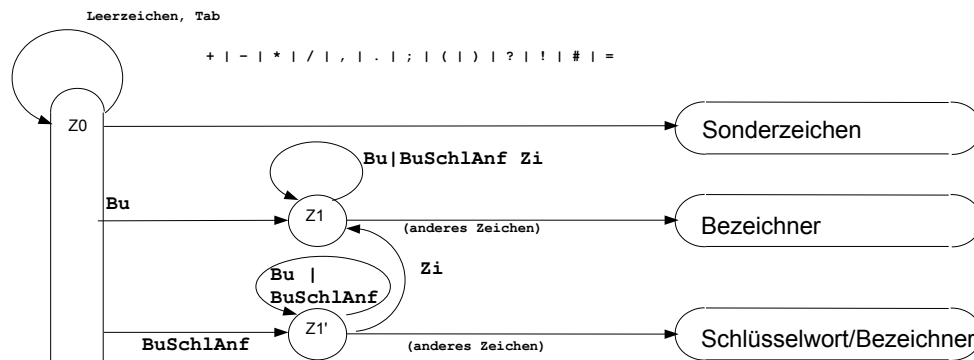 Leerzeichen, Tab
+ | - | * | / | , | . | ; | ( | ) | ? | ! | # | =
Z0
Sonderzeichen
Bu|BuSchlAnf Zi
Bu
Z1
(anderes Zeichen)
Bezeichner
Bu |
BuSchlAnf
Zi
BuSchlAnf
Z1'
(anderes Zeichen)
Schlüsselwort/Bezeichner